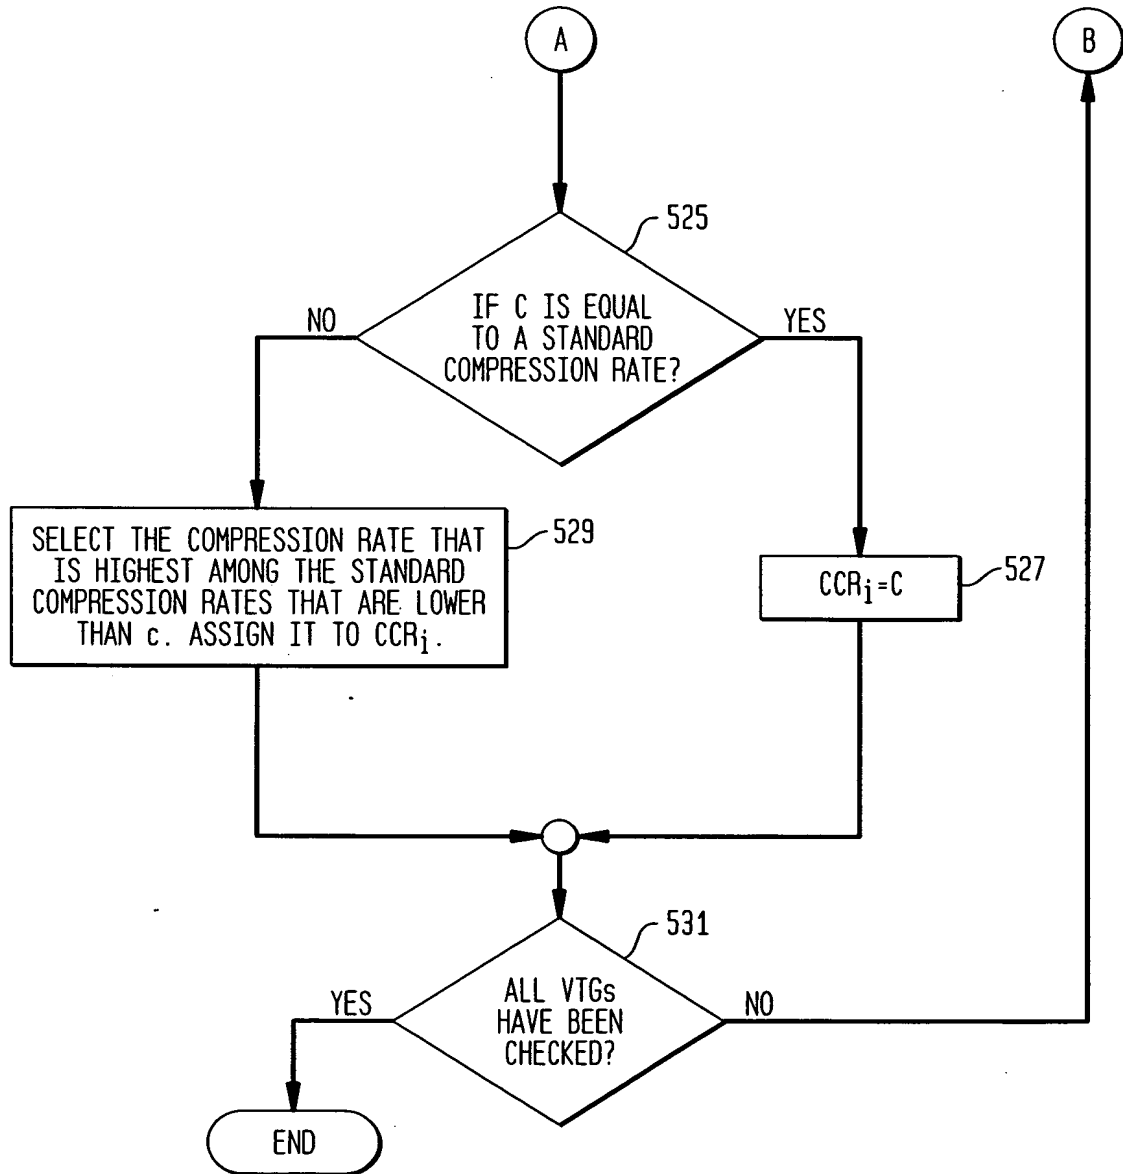 A
B
525
IF C IS EQUAL
TO A STANDARD
COMPRESSION RATE?
NO
YES
SELECT THE COMPRESSION RATE THAT
IS HIGHEST AMONG THE STANDARD
COMPRESSION RATES THAT ARE LOWER
THAN c. ASSIGN IT TO CCRi.
529
CCRi=C
527
531
ALL VTGs
HAVE BEEN
CHECKED?
YES
NO
END